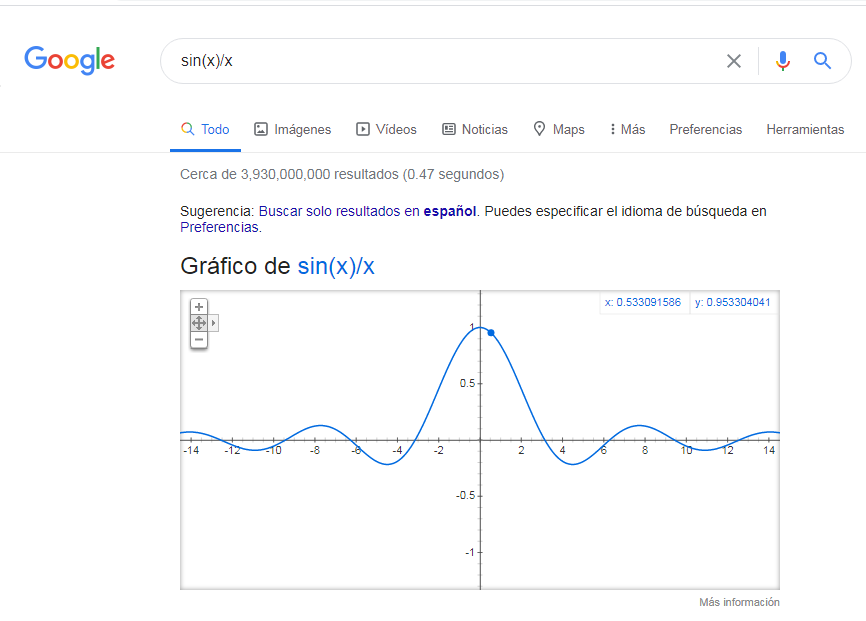 Google
sin(x)/x
Todo Imágenes Vídeos Noticias Maps Más Preferencias Herramientas
Cerca de 3,930,000,000 resultados (0.47 segundos)
Sugerencia: Buscar solo resultados en español. Puedes especificar el idioma de búsqueda en
Preferencias.
Gráfico de sin(x)/x
x: 0.533091586 y: 0.953304041
1
0.5
-14 -12 -10 -8 -6 -4 -2 2 4 6 8 10 12 14
-0.5
-1
Más información